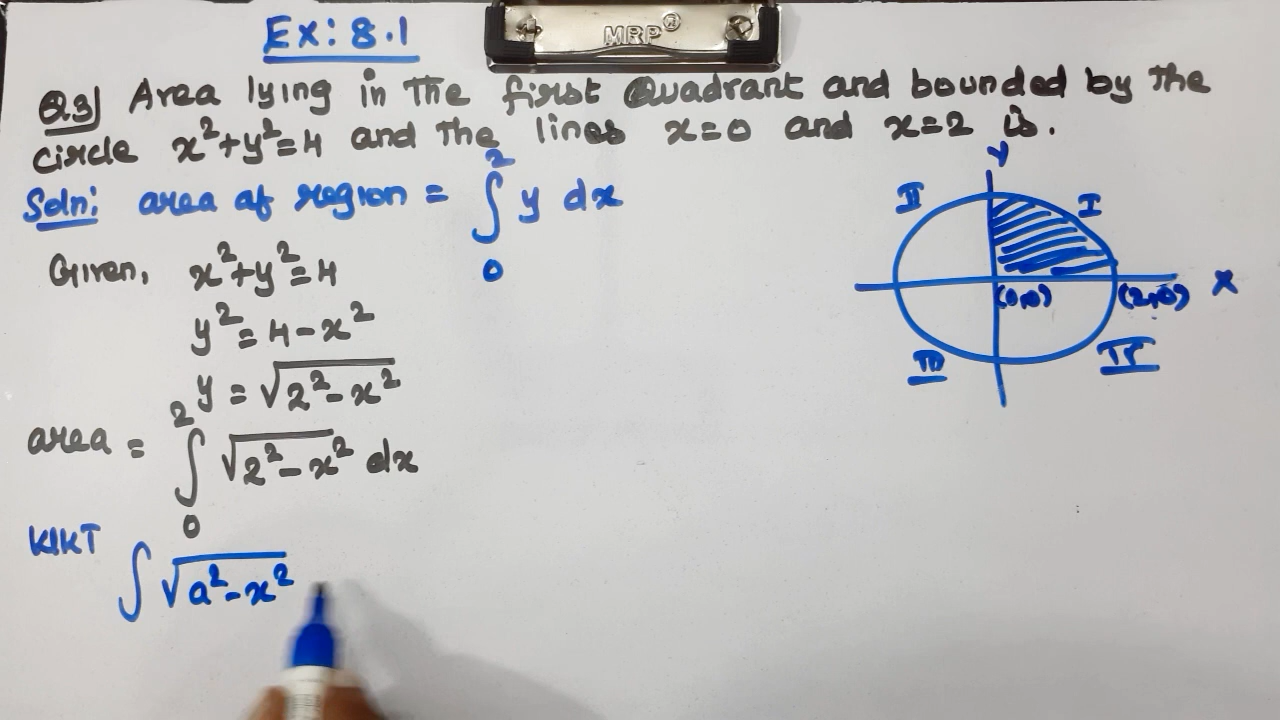 MRP®
Ex: 8.1
Q.3) Area lying in the first Quadrant and bounded by the
circle x²+y²=4 and the lines x=0 and x=2 is.
Soln: area of region = ∫₀² y dx
Given, x²+y²=4
y²=4-x²
y=√2²-x²
area = ∫₀² √2²-x² dx
WKT
∫√a²-x²
Y
II I
(0,0) (2,0) X
III IV